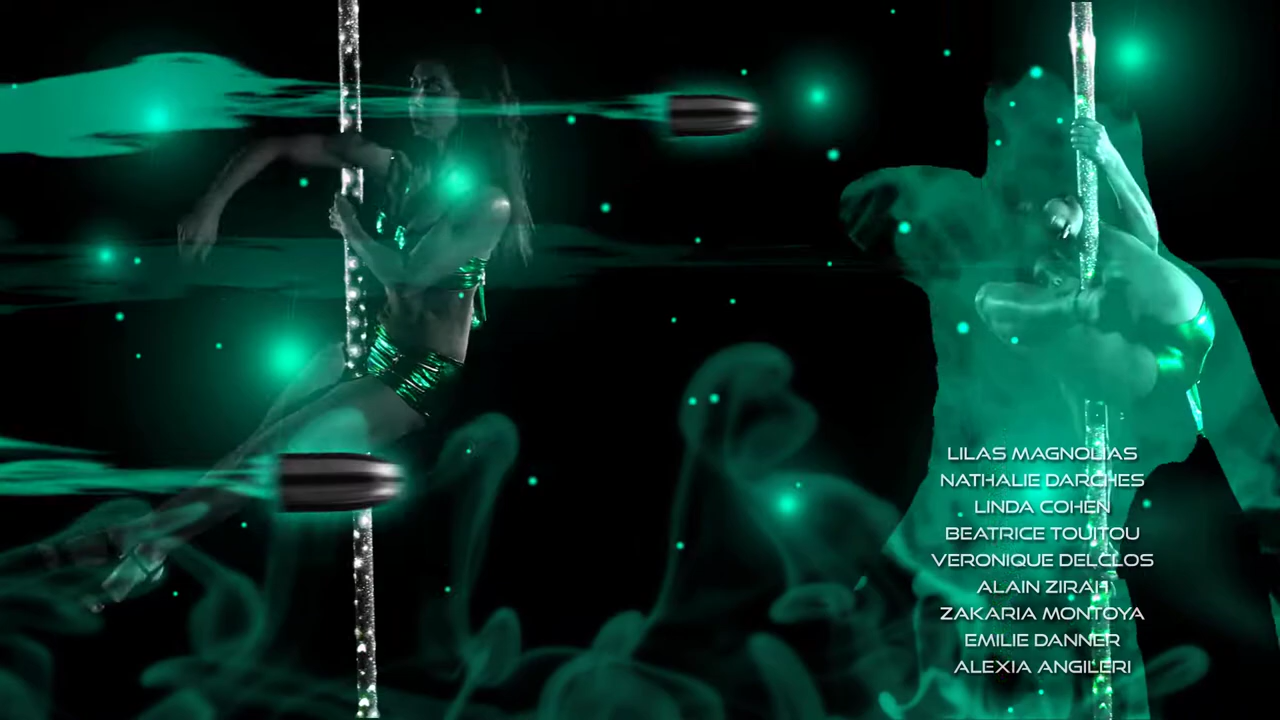 LILAS MAGNOLIAS
NATHALIE DARCHES
LINDA COHEN
BEATRICE TOUITOU
VERONIQUE DELCLOS
ALAIN ZIRAH
ZAKARIA MONTOYA
EMILIE DANNER
ALEXIA ANGILERI